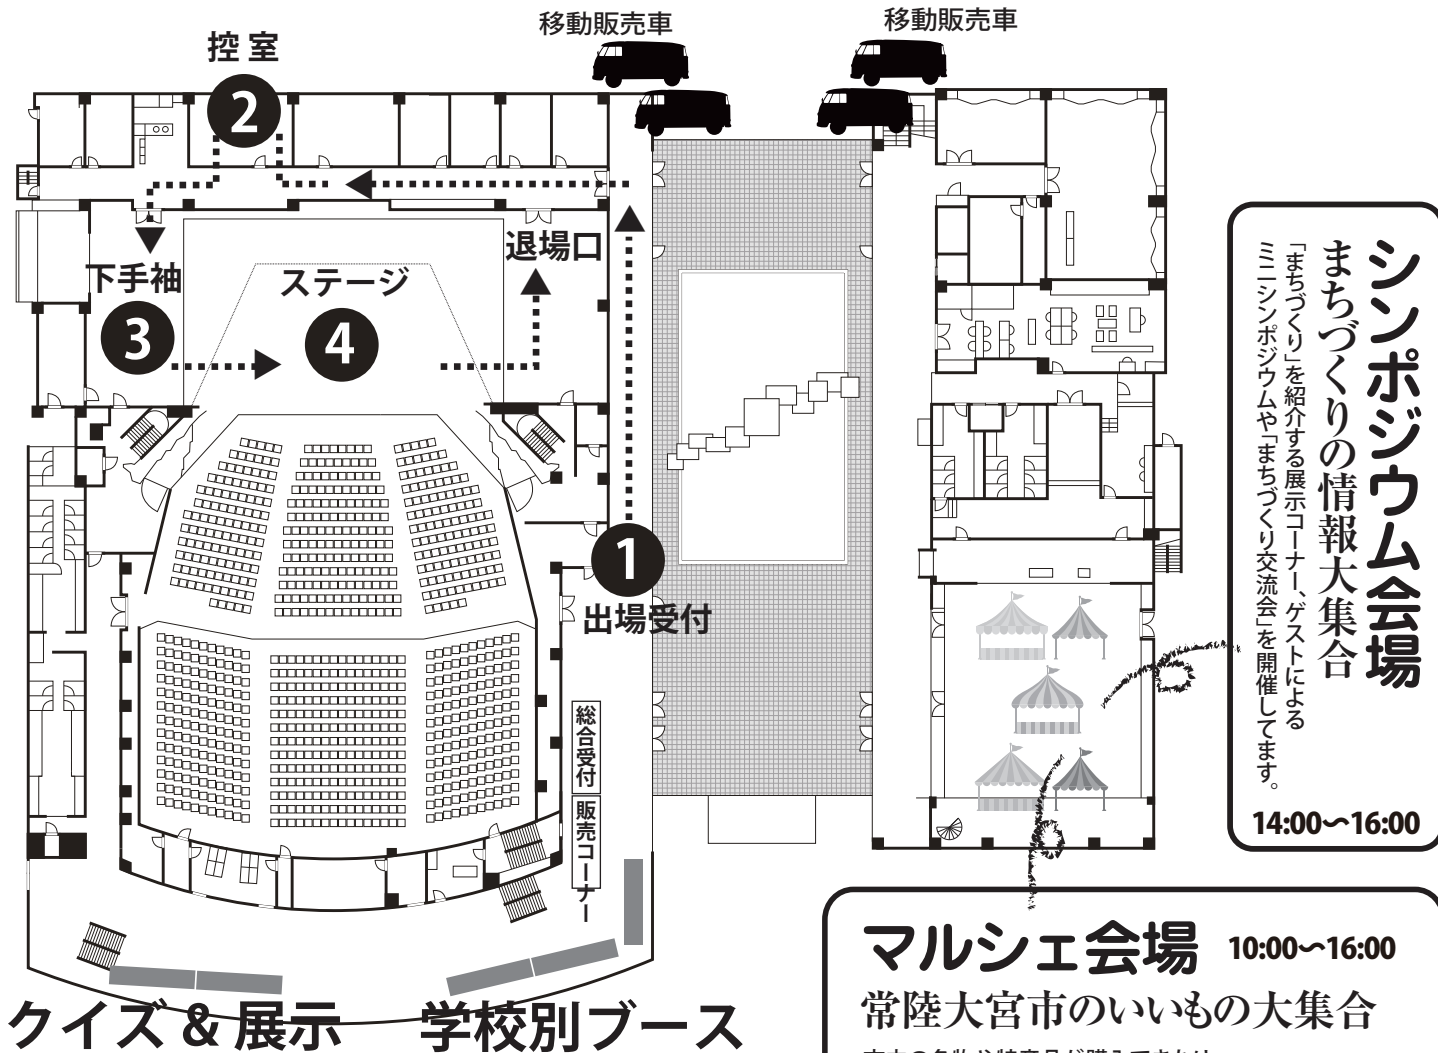 移動販売車
移動販売車
控 室
2
退場口
下手袖
3
ステージ
4
1
出場受付
総合受付
販売コーナー
シンポジウム会場
まちづくりの情報大集合
「まちづくり」を紹介する展示コーナー、ゲストによる
ミニシンポジウムや「まちづくり交流会」を開催してます。
14:00〜16:00
マルシェ会場 10:00〜16:00
常陸大宮市のいいもの大集合
クイズ & 展示
学校別ブース